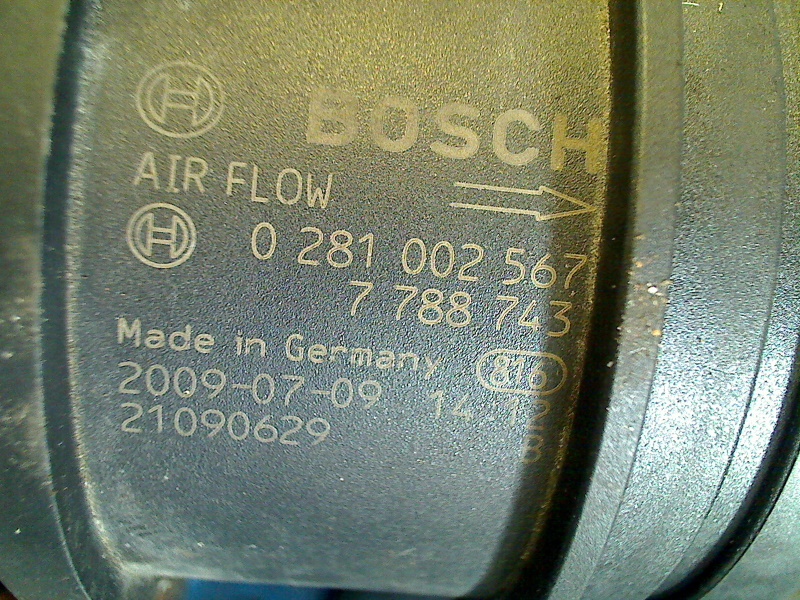 BOSCH
AIR FLOW
0 281 002 567
7 788 743
Made in Germany 816
2009-07-09
21090629